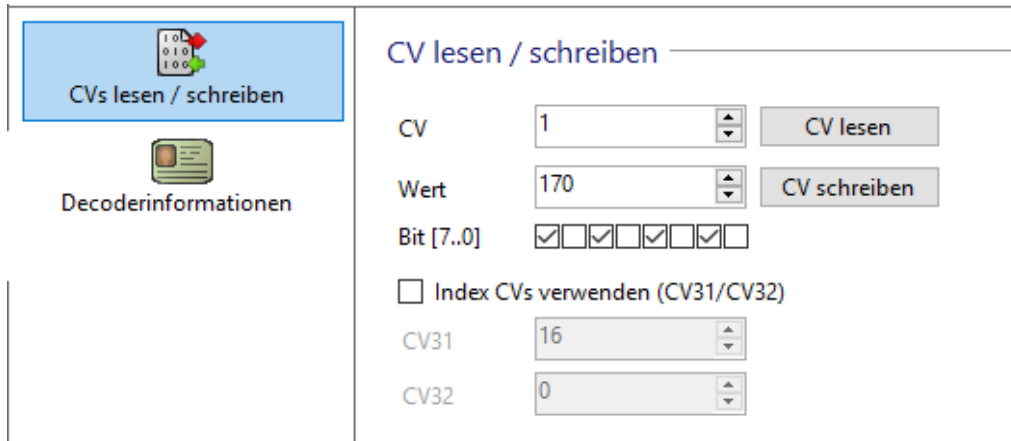 CVs lesen / schreiben
Decoderinformationen
CV lesen / schreiben
CV 1 CV lesen
Wert 170 CV schreiben
Bit [7..0]
Index CVs verwenden (CV31/CV32)
CV31 16
CV32 0